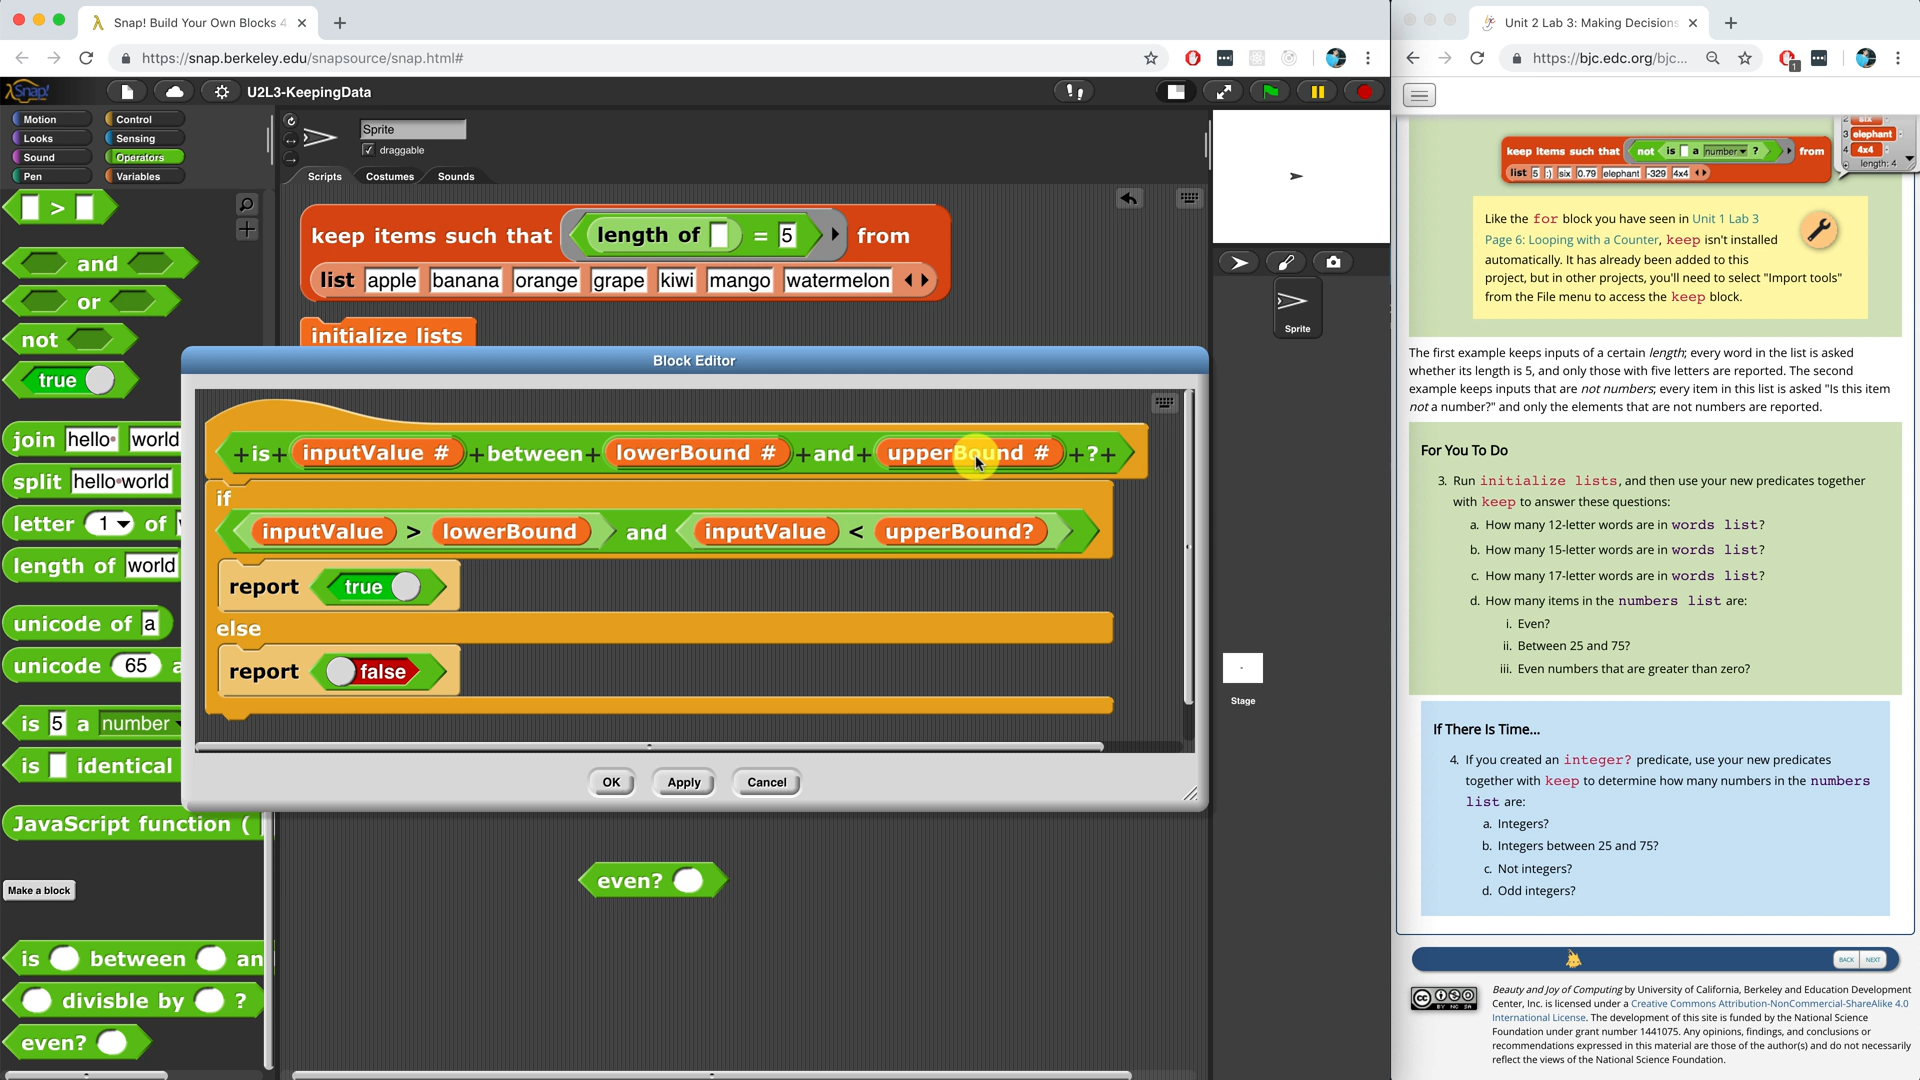 Snap! Build Your Own Blocks 4
https://snap.berkeley.edu/snapsource/snap.html#
Snap!
U2L3-KeepingData
Motion
Control
Looks
Sensing
Sound
Operators
Pen
Variables
>
and
or
not
true
join hello world
split hello world
letter 1 of
length of world
unicode of a
unicode 65 a
is 5 a number
is identical
JavaScript function (
Make a block
is between an
divisble by ?
even?
Sprite
draggable
Scripts
Costumes
Sounds
keep items such that length of = 5 from
list apple banana orange grape kiwi mango watermelon
initialize lists
Block Editor
+ is + inputValue # + between + lowerBound # + and + upperBound # + ? +
if
inputValue > lowerBound and inputValue < upperBound?
report true
else
report false
OK
Apply
Cancel
even?
Sprite
Stage
Unit 2 Lab 3: Making Decisions
https://bjc.edc.org/bjc...
1
keep items such that not is a number ? from
list 5 :) six 0.79 elephant -329 4x4
2 six
3 elephant
4 4x4
length: 4
Like the for block you have seen in Unit 1 Lab 3
Page 6: Looping with a Counter, keep isn't installed
automatically. It has already been added to this
project, but in other projects, you'll need to select "Import tools"
from the File menu to access the keep block.
The first example keeps inputs of a certain length; every word in the list is asked
whether its length is 5, and only those with five letters are reported. The second
example keeps inputs that are not numbers; every item in this list is asked "Is this item
not a number?" and only the elements that are not numbers are reported.
For You To Do
3. Run initialize lists, and then use your new predicates together
with keep to answer these questions:
a. How many 12-letter words are in words list?
b. How many 15-letter words are in words list?
c. How many 17-letter words are in words list?
d. How many items in the numbers list are:
i. Even?
ii. Between 25 and 75?
iii. Even numbers that are greater than zero?
If There Is Time...
4. If you created an integer? predicate, use your new predicates
together with keep to determine how many numbers in the numbers
list are:
a. Integers?
b. Integers between 25 and 75?
c. Not integers?
d. Odd integers?
BACK NEXT
Beauty and Joy of Computing by University of California, Berkeley and Education Development
Center, Inc. is licensed under a Creative Commons Attribution-NonCommercial-ShareAlike 4.0
International License. The development of this site is funded by the National Science
Foundation under grant number 1441075. Any opinions, findings, and conclusions or
recommendations expressed in this material are those of the author(s) and do not necessarily
reflect the views of the National Science Foundation.
cc
BY NC SA